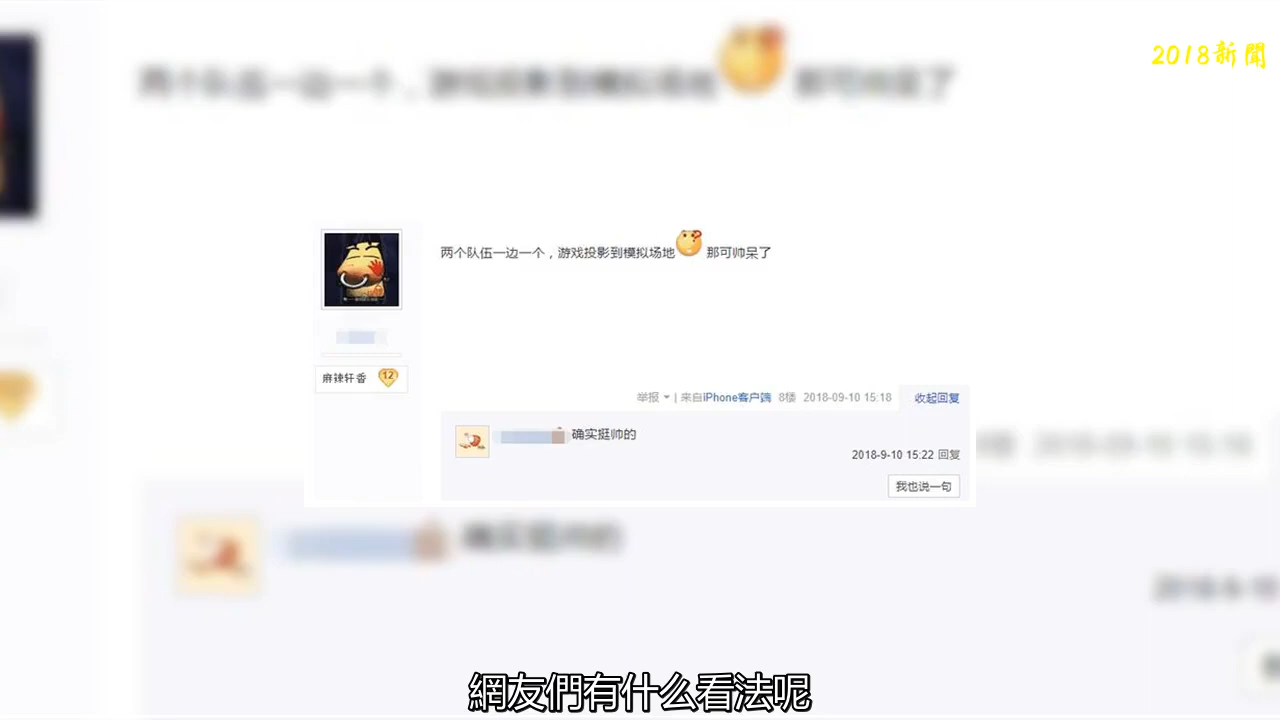 2018新聞
两个队伍一边一个，游戏投影到模拟场地 那可帅呆了
麻辣轩香 12
举报 | 来自iPhone客户端 8楼 2018-09-10 15:18 收起回复
确实挺帅的
2018-9-10 15:22 回复
我也说一句
網友們有什么看法呢